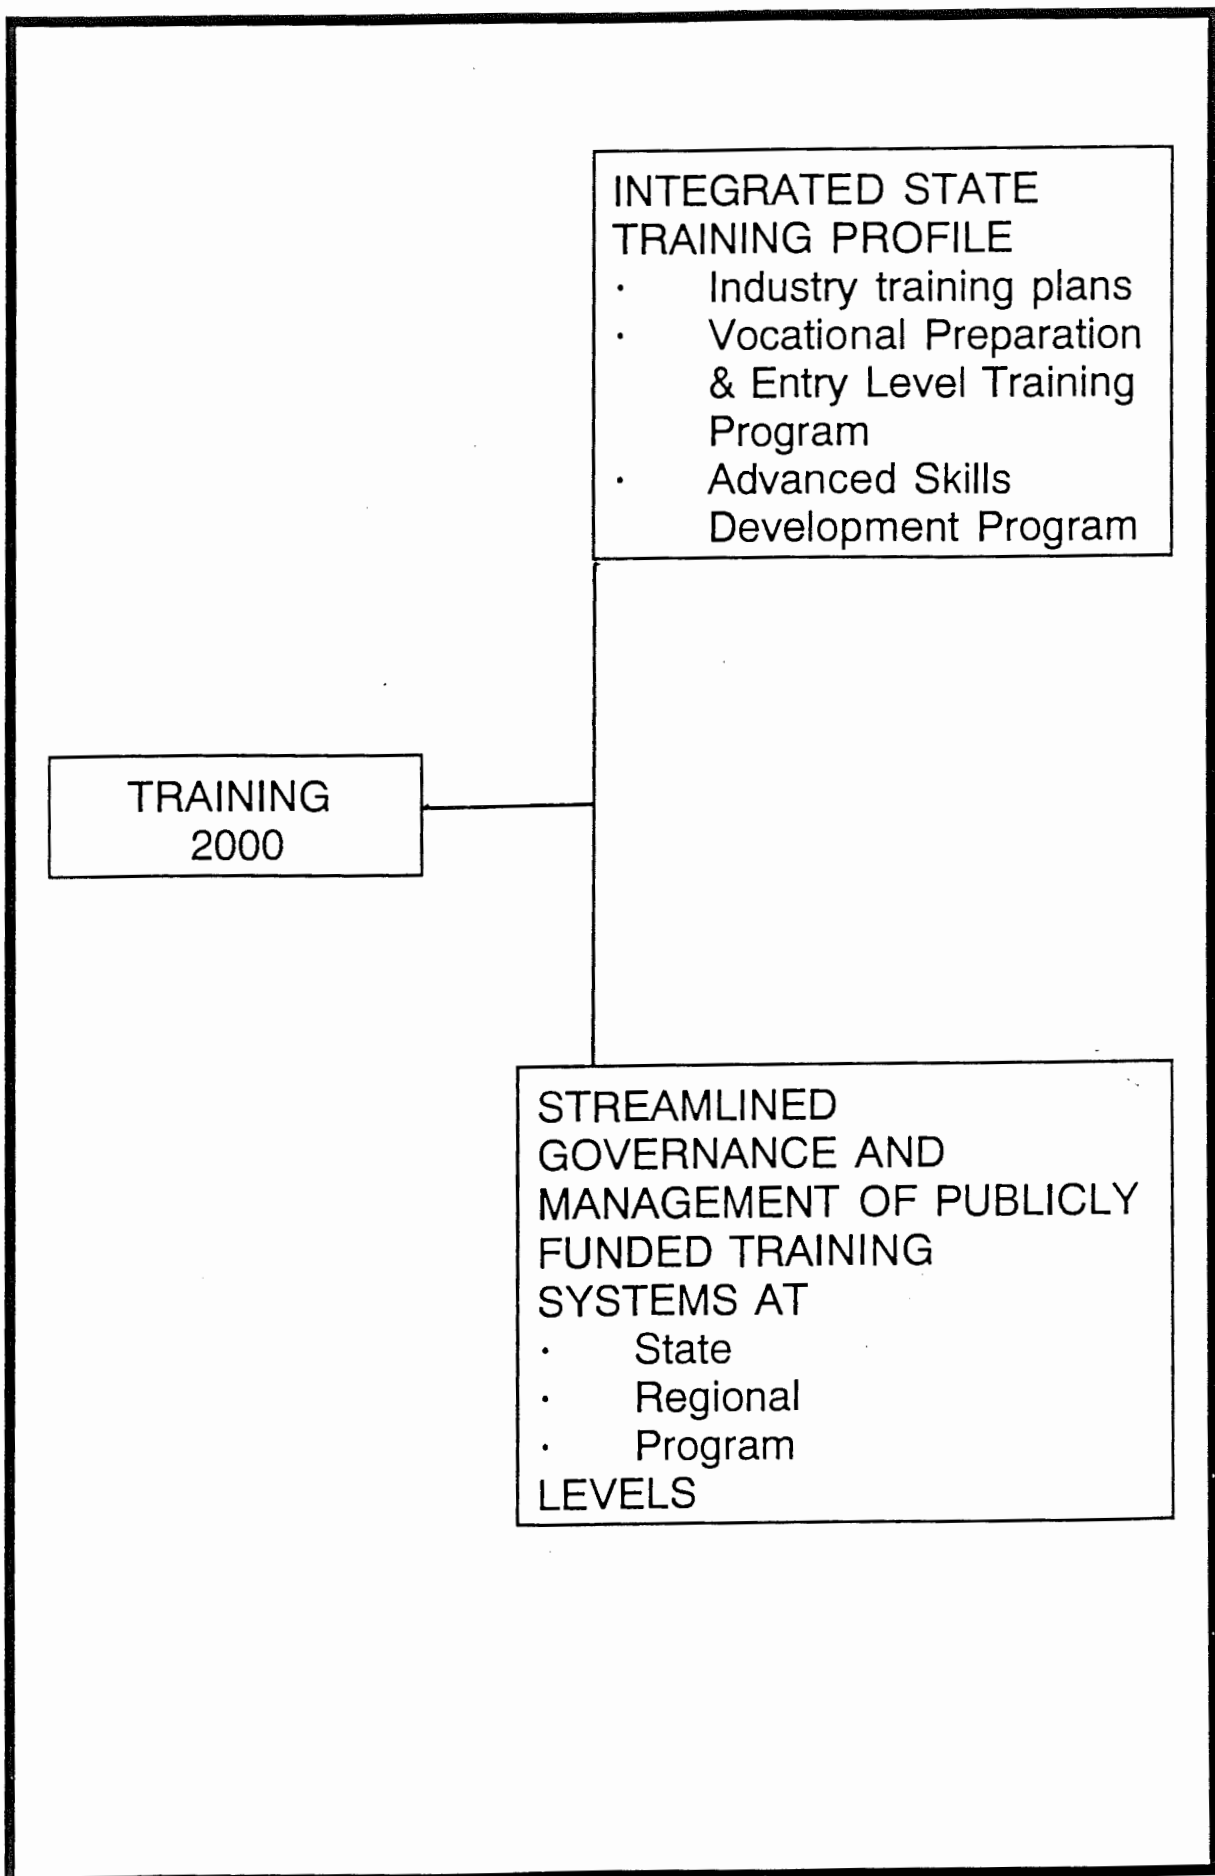 INTEGRATED STATE
TRAINING PROFILE
· Industry training plans
· Vocational Preparation
& Entry Level Training
Program
· Advanced Skills
Development Program
TRAINING
2000
STREAMLINED
GOVERNANCE AND
MANAGEMENT OF PUBLICLY
FUNDED TRAINING
SYSTEMS AT
· State
· Regional
· Program
LEVELS